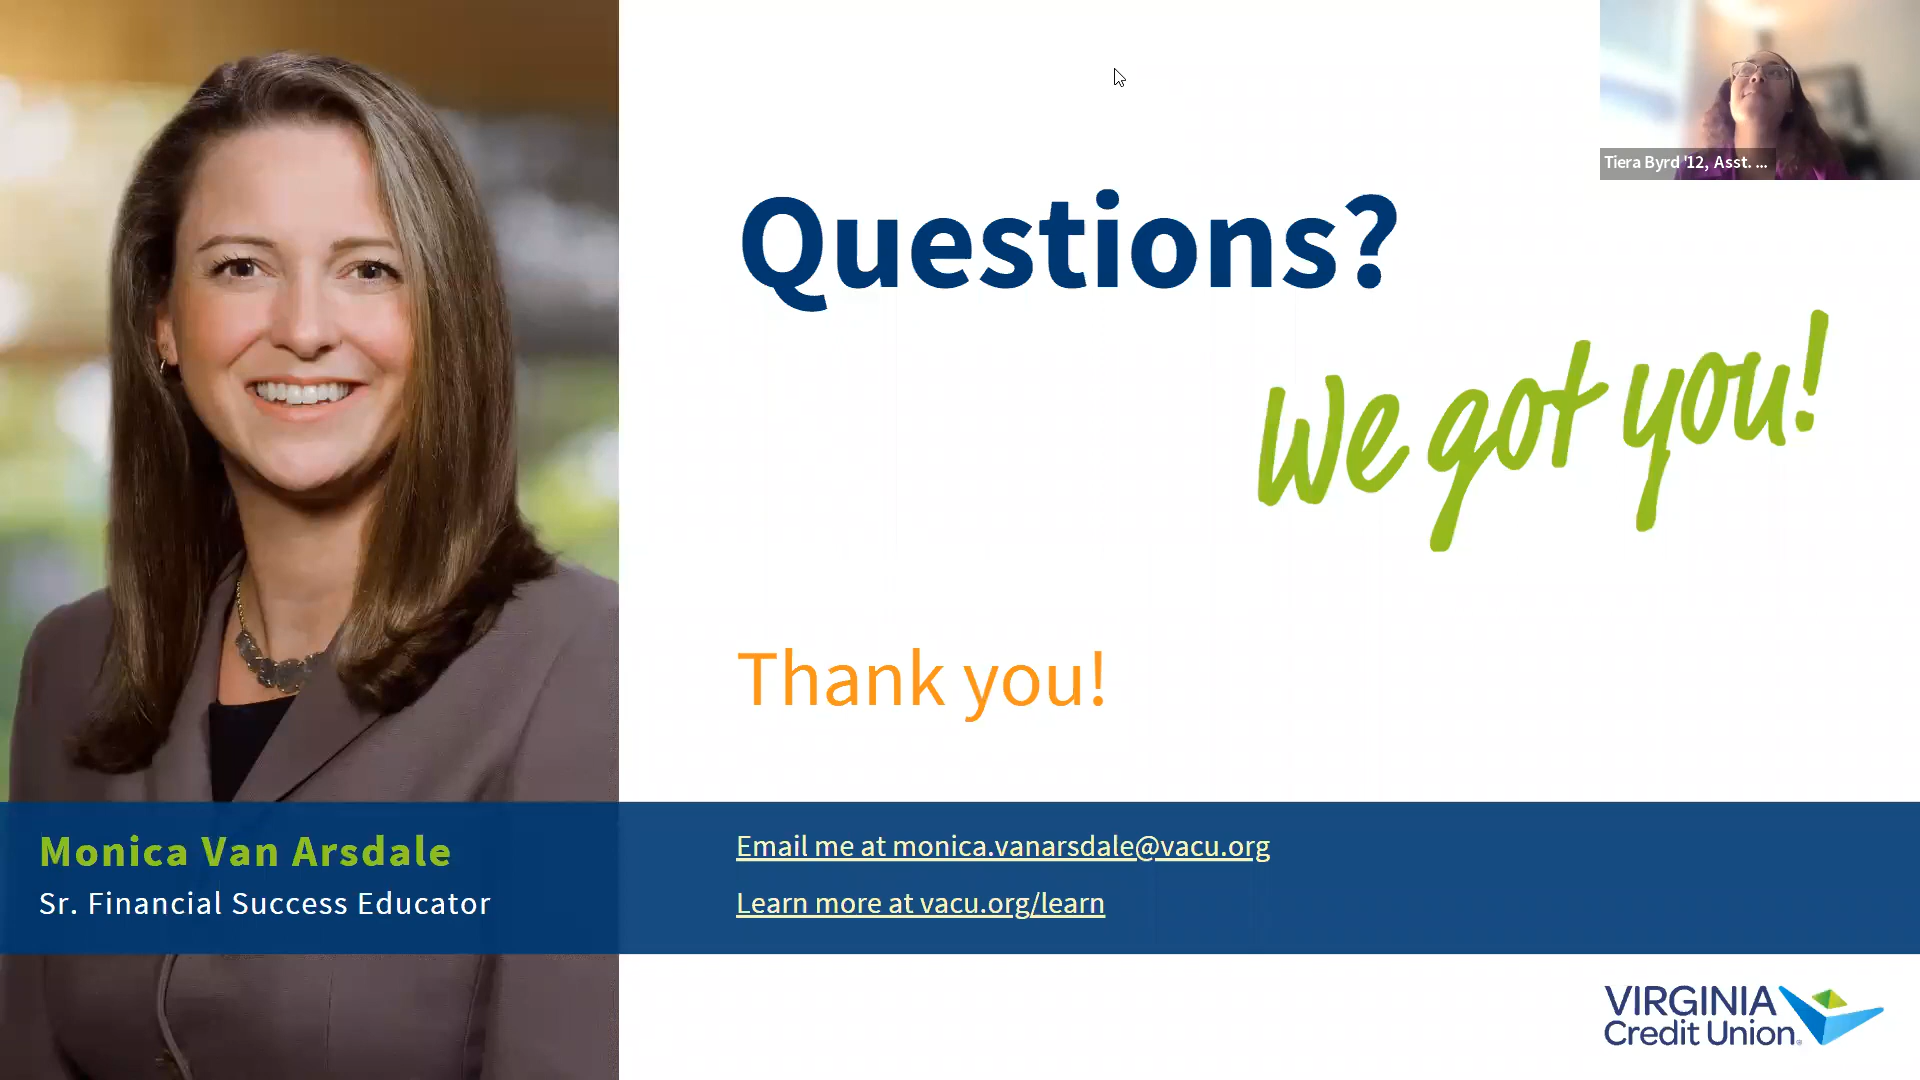 Tiera Byrd '12, Asst. ...
Questions?
We got you!
Thank you!
Monica Van Arsdale
Sr. Financial Success Educator
Email me at monica.vanarsdale@vacu.org
Learn more at vacu.org/learn
VIRGINIA
Credit Union®